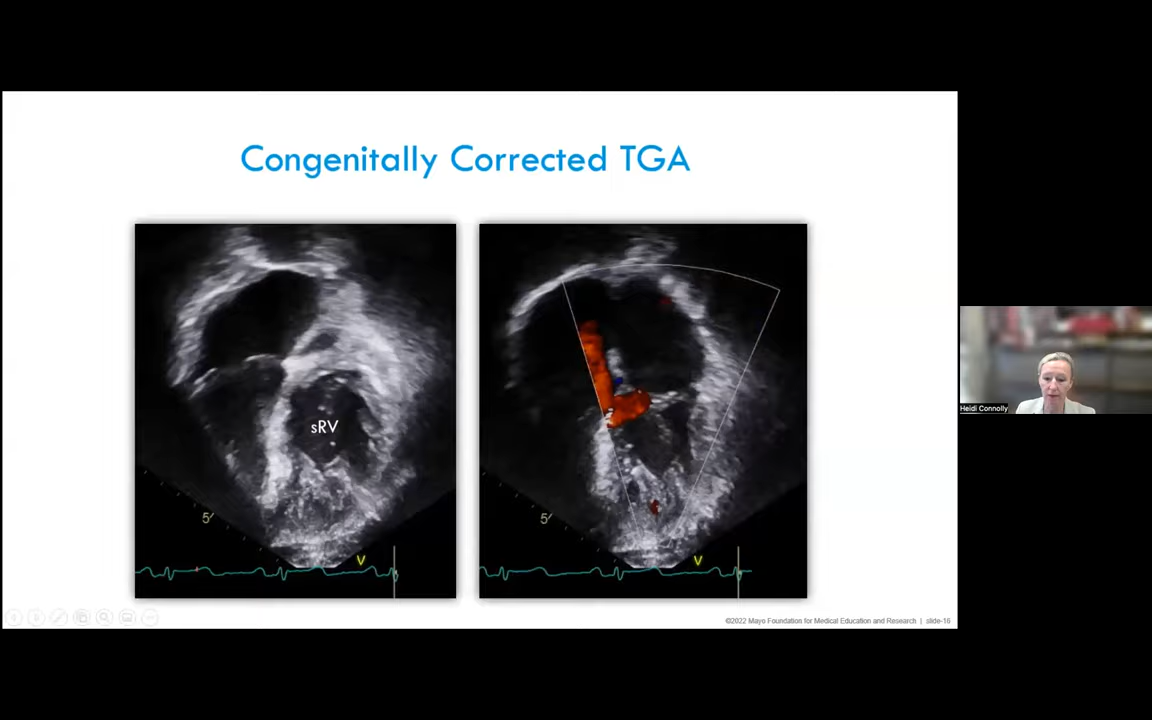 Congenitally Corrected TGA
sRV
5
V
5
V
©2022 Mayo Foundation for Medical Education and Research | slide-16
Heidi Connolly